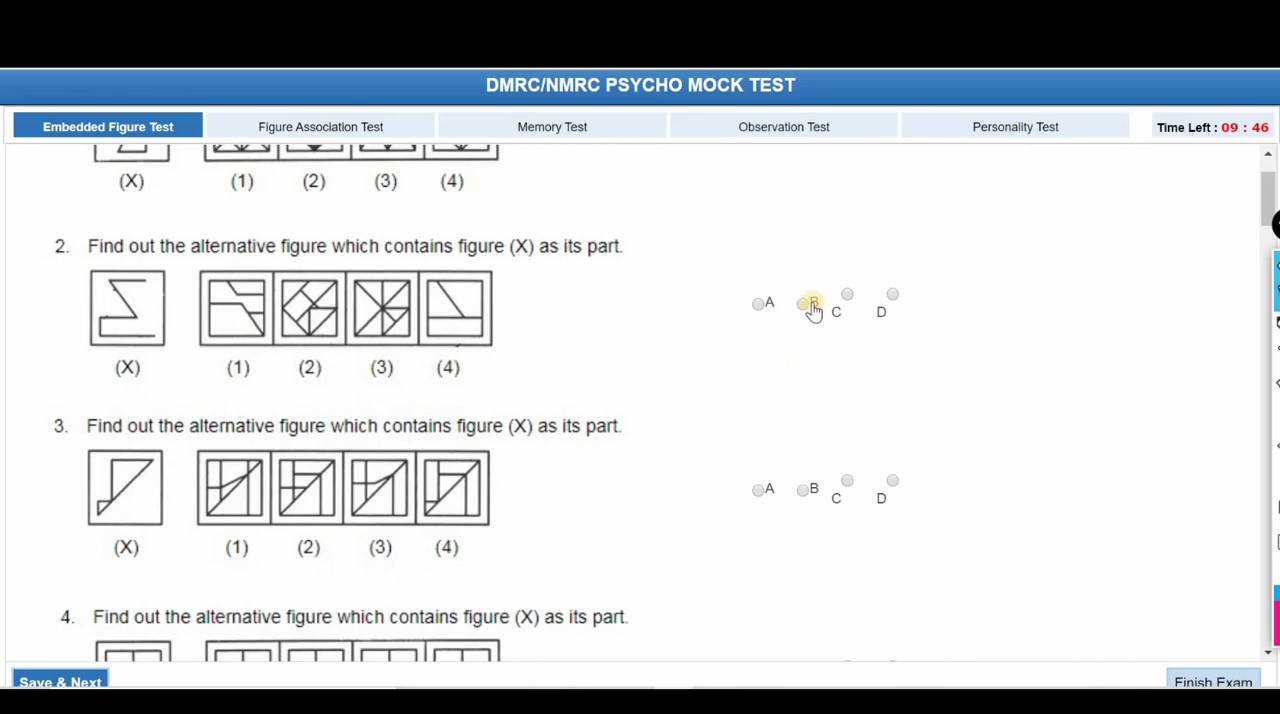 DMRC/NMRC PSYCHO MOCK TEST
Embedded Figure Test Figure Association Test Memory Test Observation Test Personality Test Time Left : 09 : 46
(X) (1) (2) (3) (4)
2. Find out the alternative figure which contains figure (X) as its part.
A B C D
(X) (1) (2) (3) (4)
3. Find out the alternative figure which contains figure (X) as its part.
A B C D
(X) (1) (2) (3) (4)
4. Find out the alternative figure which contains figure (X) as its part.
Save & Next Finish Exam